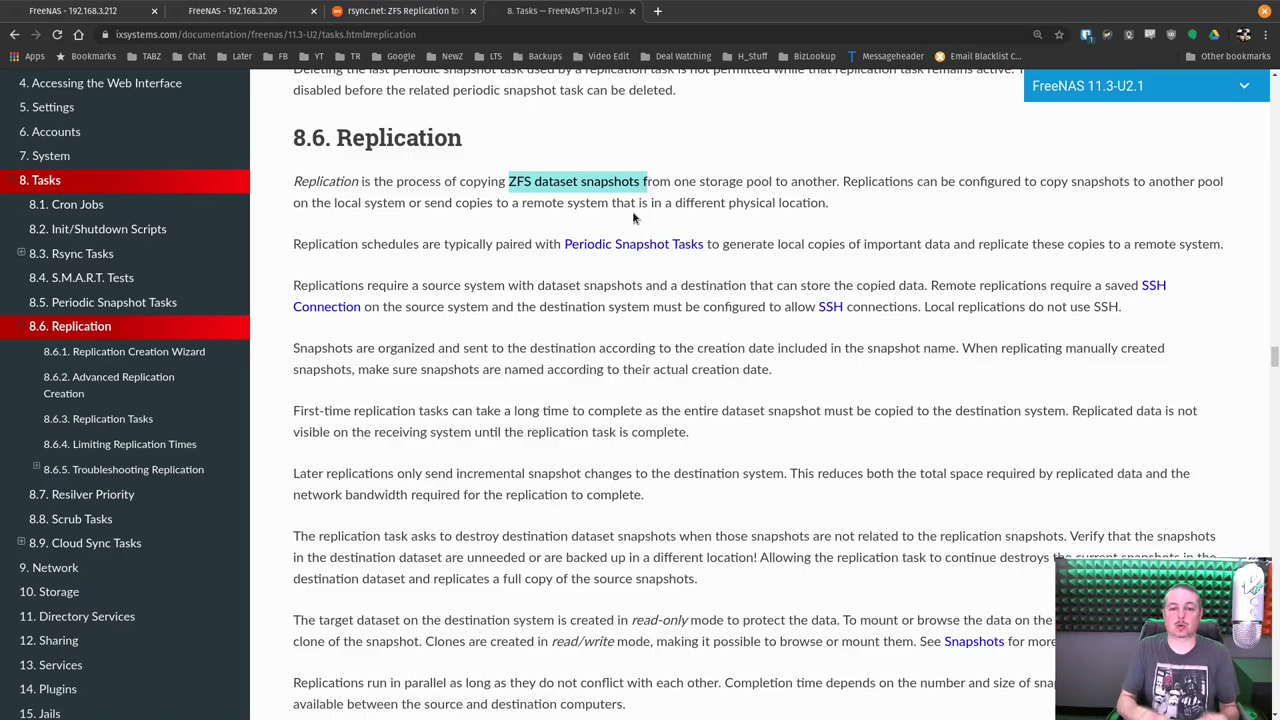 FreeNAS - 192.168.3.212
FreeNAS - 192.168.3.209
rsync.net: ZFS Replication to
8. Tasks — FreeNAS®11.3-U2 Us
ixsystems.com/documentation/freenas/11.3-U2/tasks.html#replication
Apps
Bookmarks
TABZ
Chat
Later
FB
YT
TR
Google
NewZ
LTS
Backups
Video Edit
Deal Watching
H_Stuff
BizLookup
Messageheader
Email Blacklist C...
Other bookmarks
4. Accessing the Web Interface
5. Settings
6. Accounts
7. System
8. Tasks
8.1. Cron Jobs
8.2. Init/Shutdown Scripts
8.3. Rsync Tasks
8.4. S.M.A.R.T. Tests
8.5. Periodic Snapshot Tasks
8.6. Replication
8.6.1. Replication Creation Wizard
8.6.2. Advanced Replication
Creation
8.6.3. Replication Tasks
8.6.4. Limiting Replication Times
8.6.5. Troubleshooting Replication
8.7. Resilver Priority
8.8. Scrub Tasks
8.9. Cloud Sync Tasks
9. Network
10. Storage
11. Directory Services
12. Sharing
13. Services
14. Plugins
15. Jails
FreeNAS 11.3-U2.1
Deleting the last periodic snapshot task used by a replication task is not permitted while that replication task remains active.
disabled before the related periodic snapshot task can be deleted.
8.6. Replication
Replication is the process of copying ZFS dataset snapshots from one storage pool to another. Replications can be configured to copy snapshots to another pool
on the local system or send copies to a remote system that is in a different physical location.
Replication schedules are typically paired with Periodic Snapshot Tasks to generate local copies of important data and replicate these copies to a remote system.
Replications require a source system with dataset snapshots and a destination that can store the copied data. Remote replications require a saved SSH
Connection on the source system and the destination system must be configured to allow SSH connections. Local replications do not use SSH.
Snapshots are organized and sent to the destination according to the creation date included in the snapshot name. When replicating manually created
snapshots, make sure snapshots are named according to their actual creation date.
First-time replication tasks can take a long time to complete as the entire dataset snapshot must be copied to the destination system. Replicated data is not
visible on the receiving system until the replication task is complete.
Later replications only send incremental snapshot changes to the destination system. This reduces both the total space required by replicated data and the
network bandwidth required for the replication to complete.
The replication task asks to destroy destination dataset snapshots when those snapshots are not related to the replication snapshots. Verify that the snapshots
in the destination dataset are unneeded or are backed up in a different location! Allowing the replication task to continue destroys the current snapshots in the
destination dataset and replicates a full copy of the source snapshots.
The target dataset on the destination system is created in read-only mode to protect the data. To mount or browse the data on the
clone of the snapshot. Clones are created in read/write mode, making it possible to browse or mount them. See Snapshots for more
Replications run in parallel as long as they do not conflict with each other. Completion time depends on the number and size of
available between the source and destination computers.